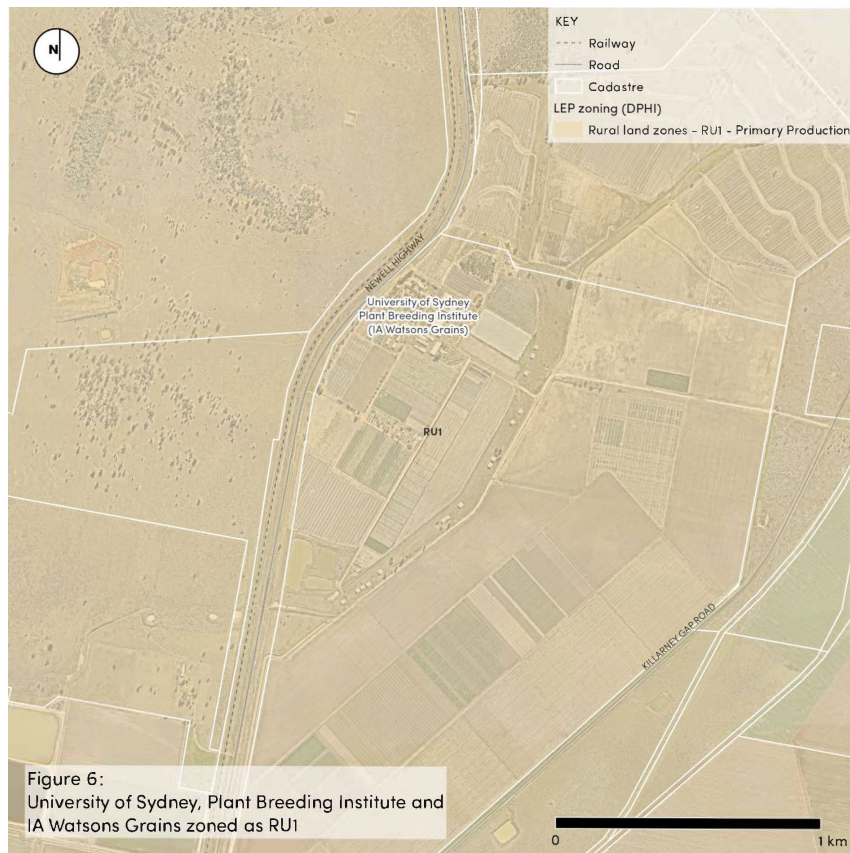 N
KEY
Railway
Road
Cadastre
LEP zoning (DPHI)
Rural land zones - RU1 - Primary Production
NEWELL HIGHWAY
University of Sydney
Plant Breeding Institute
(IA Watsons Grains)
RU1
KILLARNEY GAP ROAD
Figure 6:
University of Sydney, Plant Breeding Institute and
IA Watsons Grains zoned as RU1
0
1 km